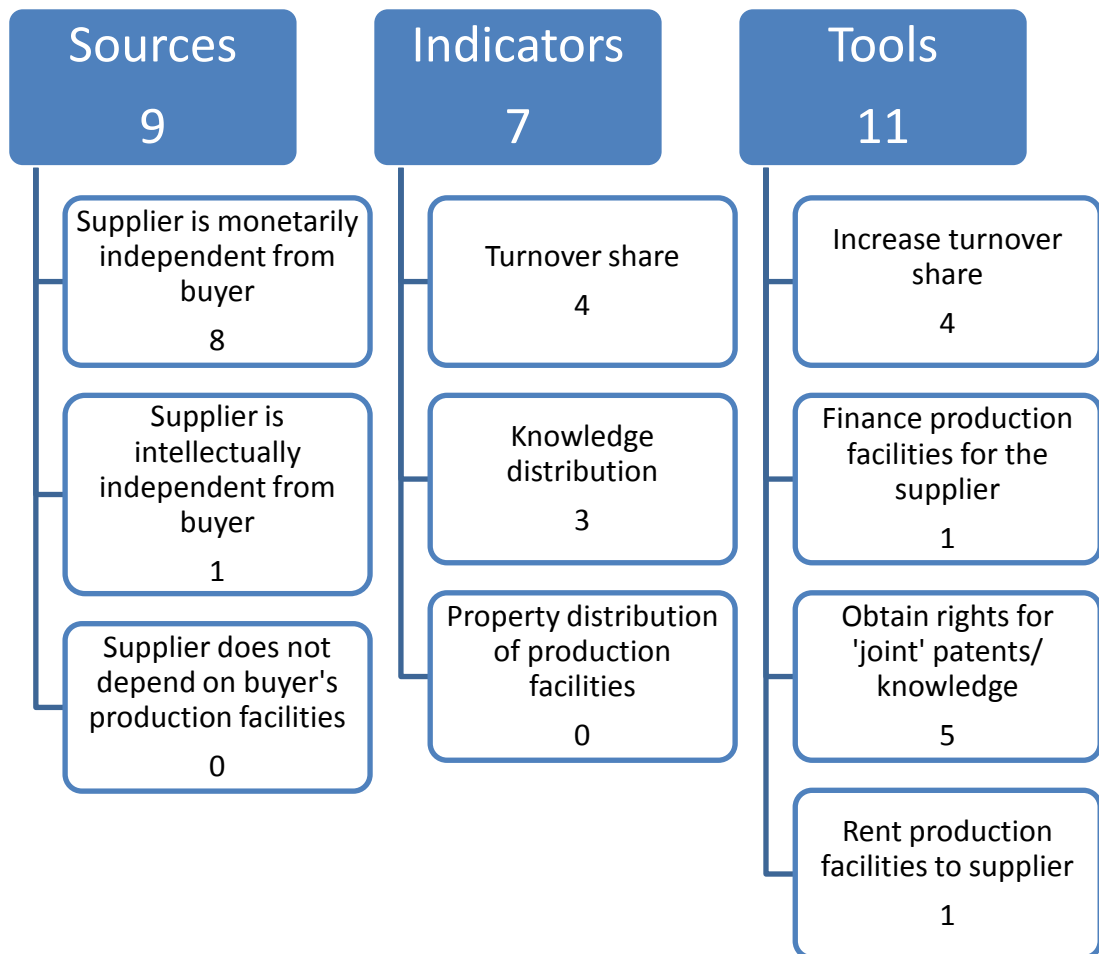 Sources
9
Supplier is monetarily
independent from
buyer
8
Supplier is
intellectually
independent from
buyer
1
Supplier does not
depend on buyer's
production facilities
0
Indicators
7
Turnover share
4
Knowledge
distribution
3
Property distribution
of production
facilities
0
Tools
11
Increase turnover
share
4
Finance production
facilities for the
supplier
1
Obtain rights for
'joint' patents/
knowledge
5
Rent production
facilities to supplier
1